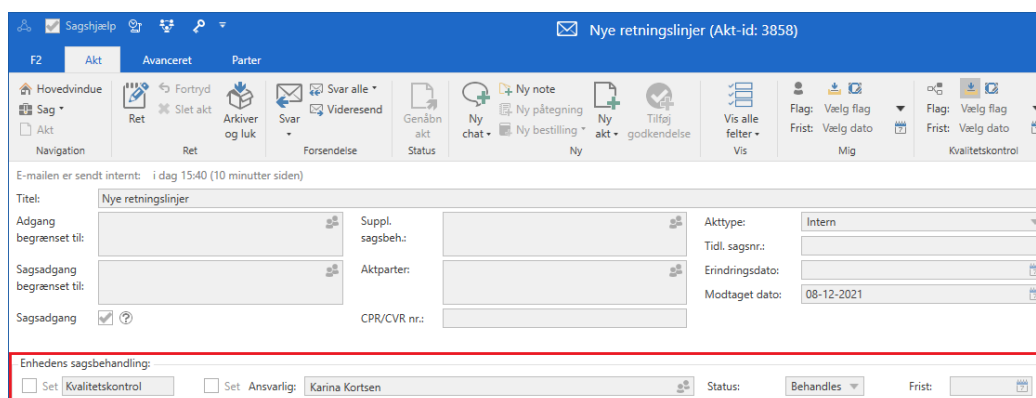 Sagshjælp
Nye retningslinjer (Akt-id: 3858)
F2 Akt Avanceret Parter
Hovedvindue
Sag
Akt
Navigation
Ret
Fortryd
Slet akt
Arkiver og luk
Ret
Svar
Svar alle
Videresend
Forsendelse
Genåbn akt
Status
Ny chat
Ny note
Ny påtegning
Ny bestilling
Ny akt
Tilføj godkendelse
Ny
Vis alle felter
Vis
Flag: Vælg flag
Frist: Vælg dato
Mig
Flag: Vælg flag
Frist: Vælg dato
Kvalitetskontrol
E-mailen er sendt internt: i dag 15:40 (10 minutter siden)
Titel: Nye retningslinjer
Adgang begrænset til:
Suppl. sagsbeh.:
Akttype: Intern
Tidl. sagsnr.:
Sagsadgang begrænset til:
Aktparter:
Erindringsdato:
Modtaget dato: 08-12-2021
Sagsadgang
CPR/CVR nr.:
Enhedens sagsbehandling:
Set Kvalitetskontrol Set Ansvarlig: Karina Kortsen Status: Behandles Frist: